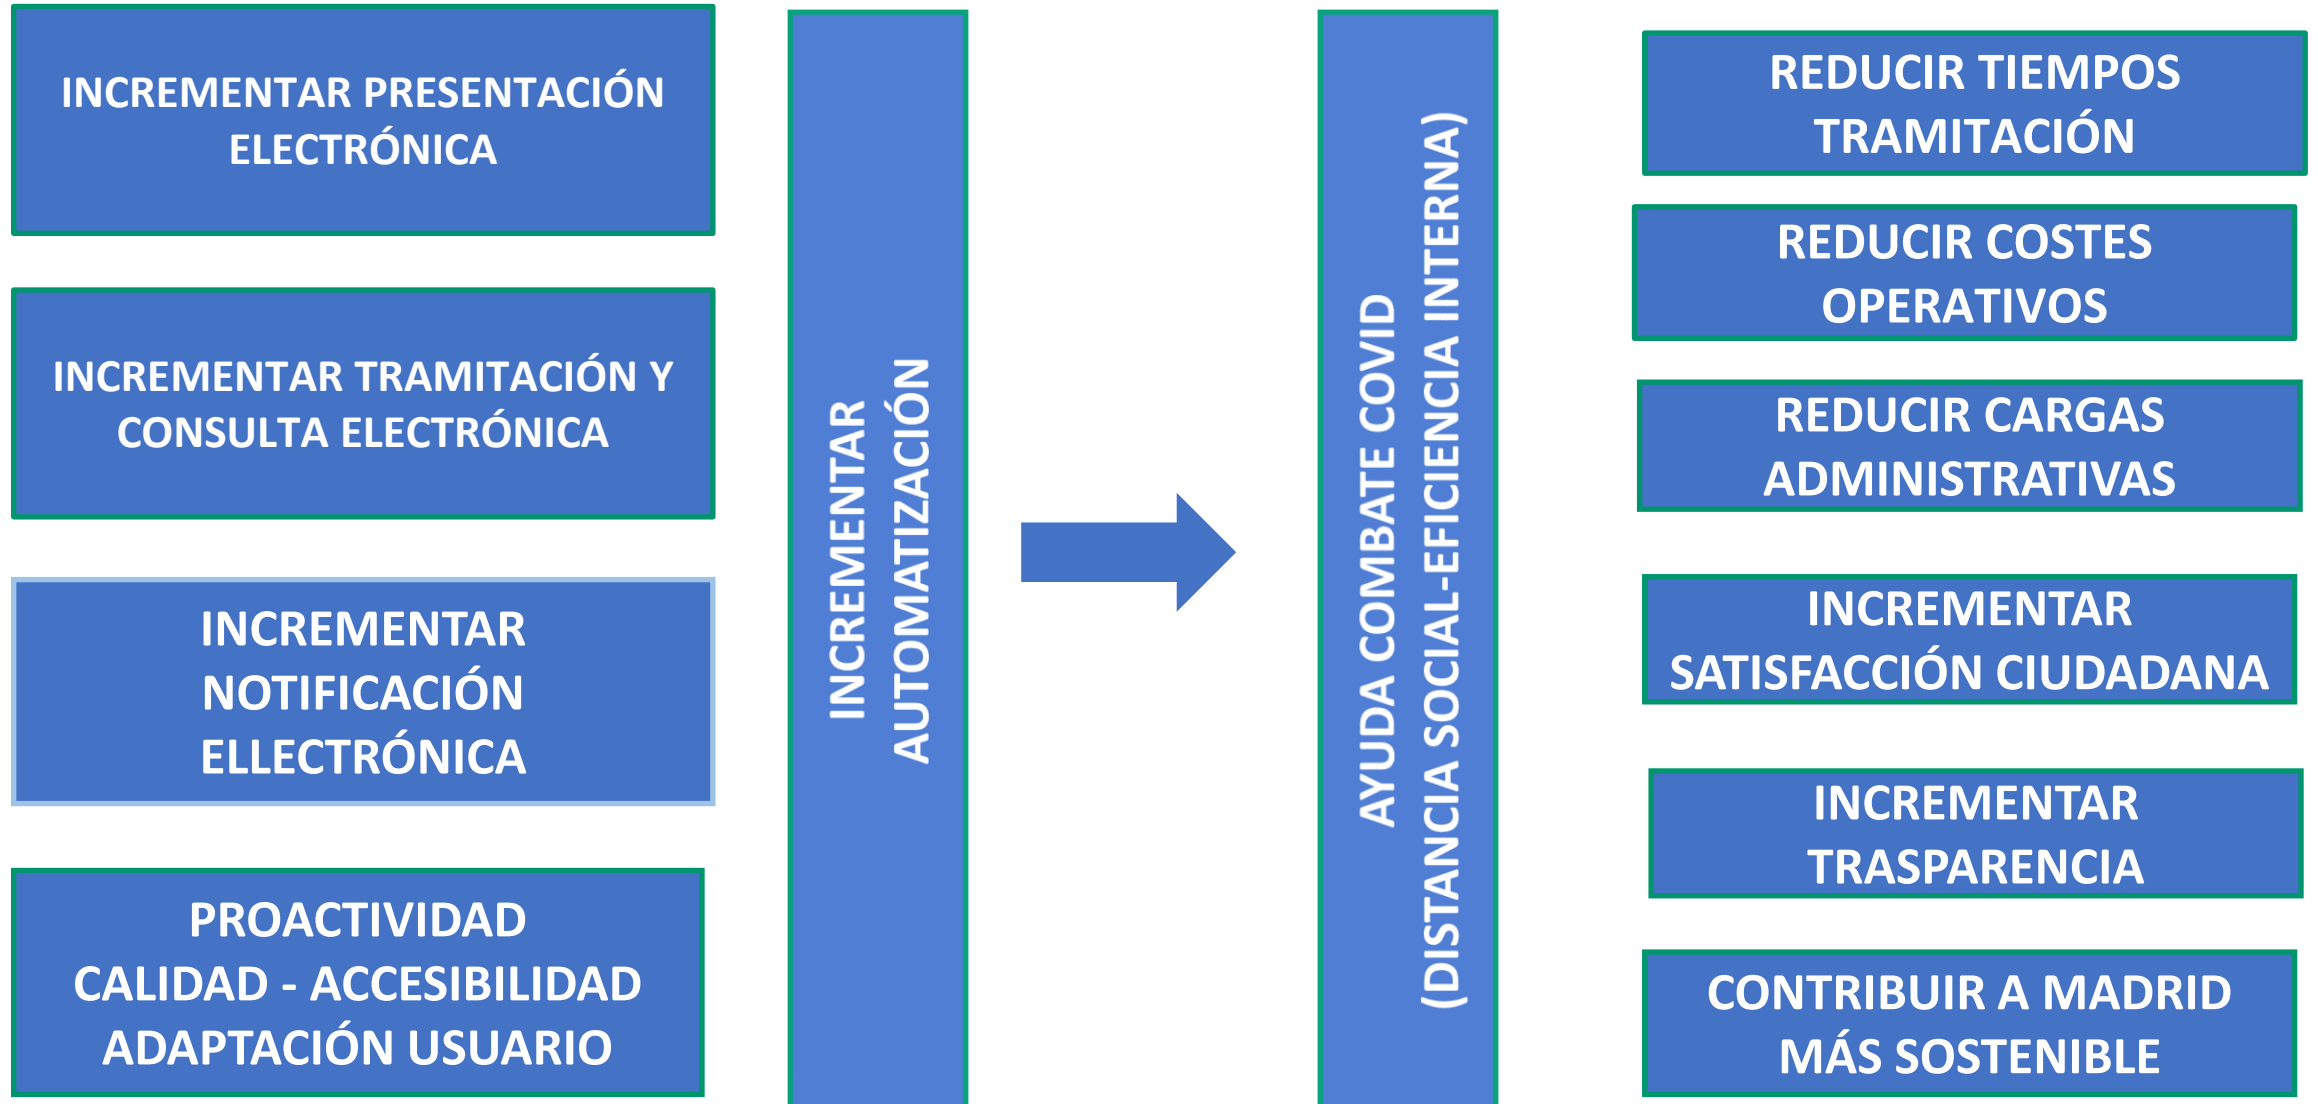 INCREMENTAR PRESENTACIÓN
ELECTRÓNICA
INCREMENTAR TRAMITACIÓN Y
CONSULTA ELECTRÓNICA
INCREMENTAR
NOTIFICACIÓN
ELLECTRÓNICA
PROACTIVIDAD
CALIDAD - ACCESIBILIDAD
ADAPTACIÓN USUARIO
INCREMENTAR
AUTOMATIZACIÓN
AYUDA COMBATE COVID
(DISTANCIA SOCIAL-EFICIENCIA INTERNA)
REDUCIR TIEMPOS
TRAMITACIÓN
REDUCIR COSTES
OPERATIVOS
REDUCIR CARGAS
ADMINISTRATIVAS
INCREMENTAR
SATISFACCIÓN CIUDADANA
INCREMENTAR
TRASPARENCIA
CONTRIBUIR A MADRID
MÁS SOSTENIBLE